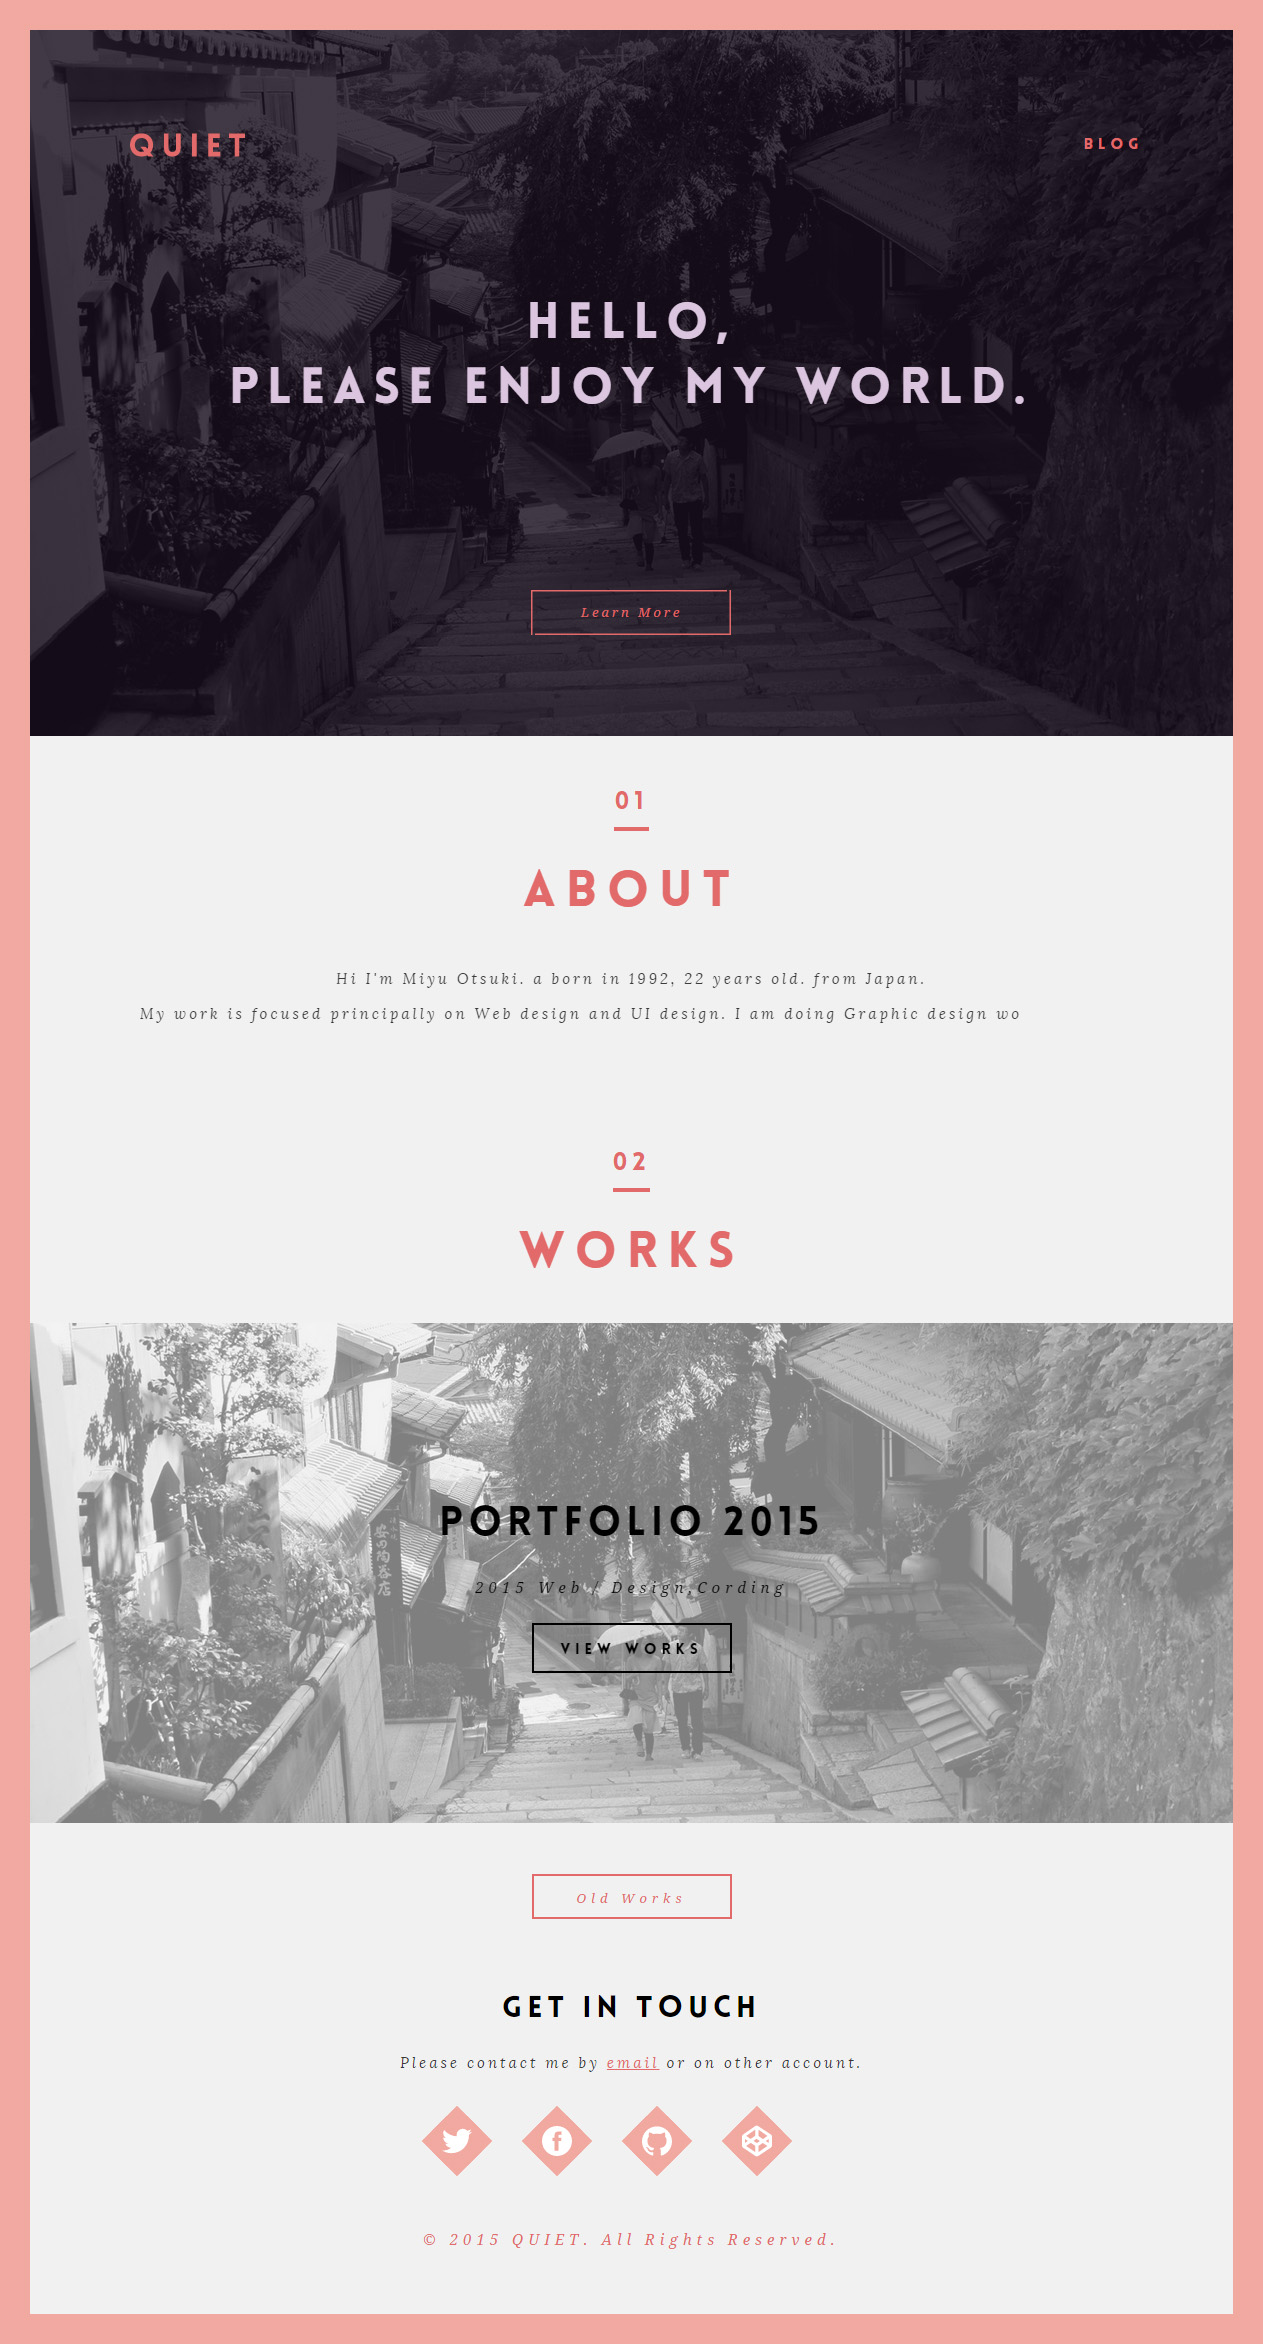 QUIET
BLOG
HELLO,
PLEASE ENJOY MY WORLD.
Learn More
01
ABOUT
Hi I'm Miyu Otsuki. a born in 1992, 22 years old. from Japan.
My work is focused principally on Web design and UI design. I am doing Graphic design wo
02
WORKS
PORTFOLIO 2015
2015 Web / Design,Cording
VIEW WORKS
Old Works
GET IN TOUCH
Please contact me by email or on other account.
© 2015 QUIET. All Rights Reserved.